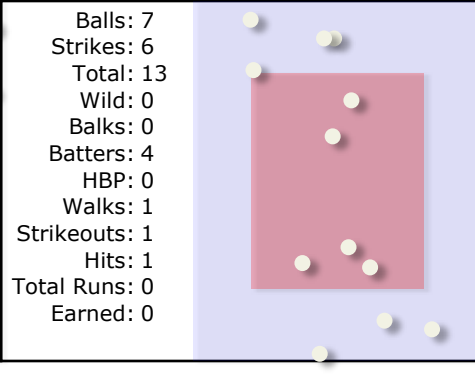 Balls: 7
Strikes: 6
Total: 13
Wild: 0
Balks: 0
Batters: 4
HBP: 0
Walks: 1
Strikeouts: 1
Hits: 1
Total Runs: 0
Earned: 0